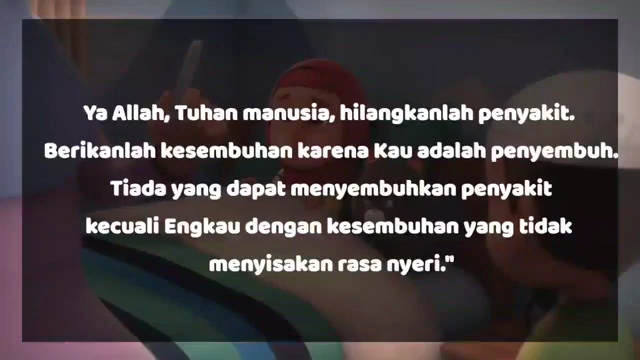 Ya Allah, Tuhan manusia, hilangkanlah penyakit.
Berikanlah kesembuhan karena Kau adalah penyembuh.
Tiada yang dapat menyembuhkan penyakit
kecuali Engkau dengan kesembuhan yang tidak
menyisakan rasa nyeri."